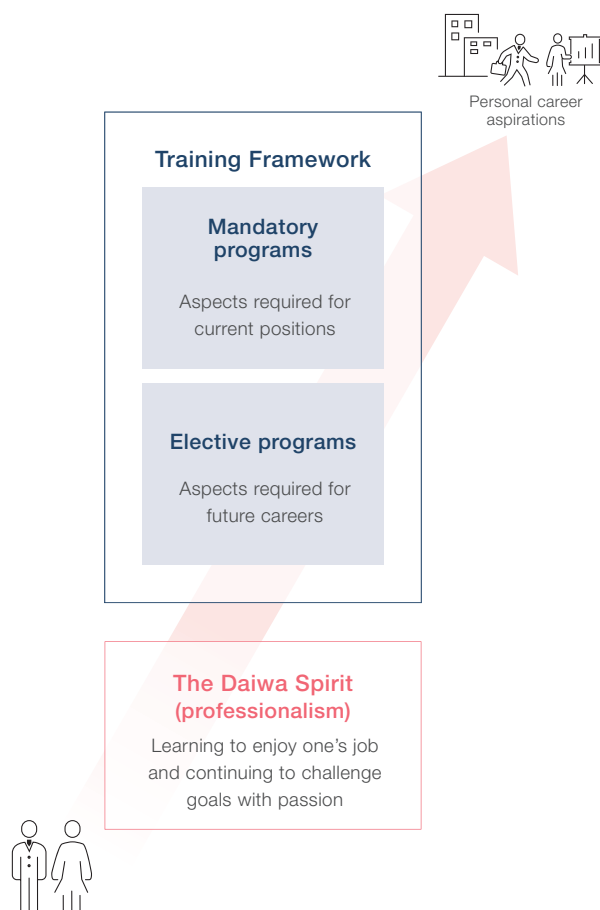 Personal career
aspirations
Training Framework
Mandatory
programs
Aspects required for
current positions
Elective programs
Aspects required for
future careers
The Daiwa Spirit
(professionalism)
Learning to enjoy one's job
and continuing to challenge
goals with passion